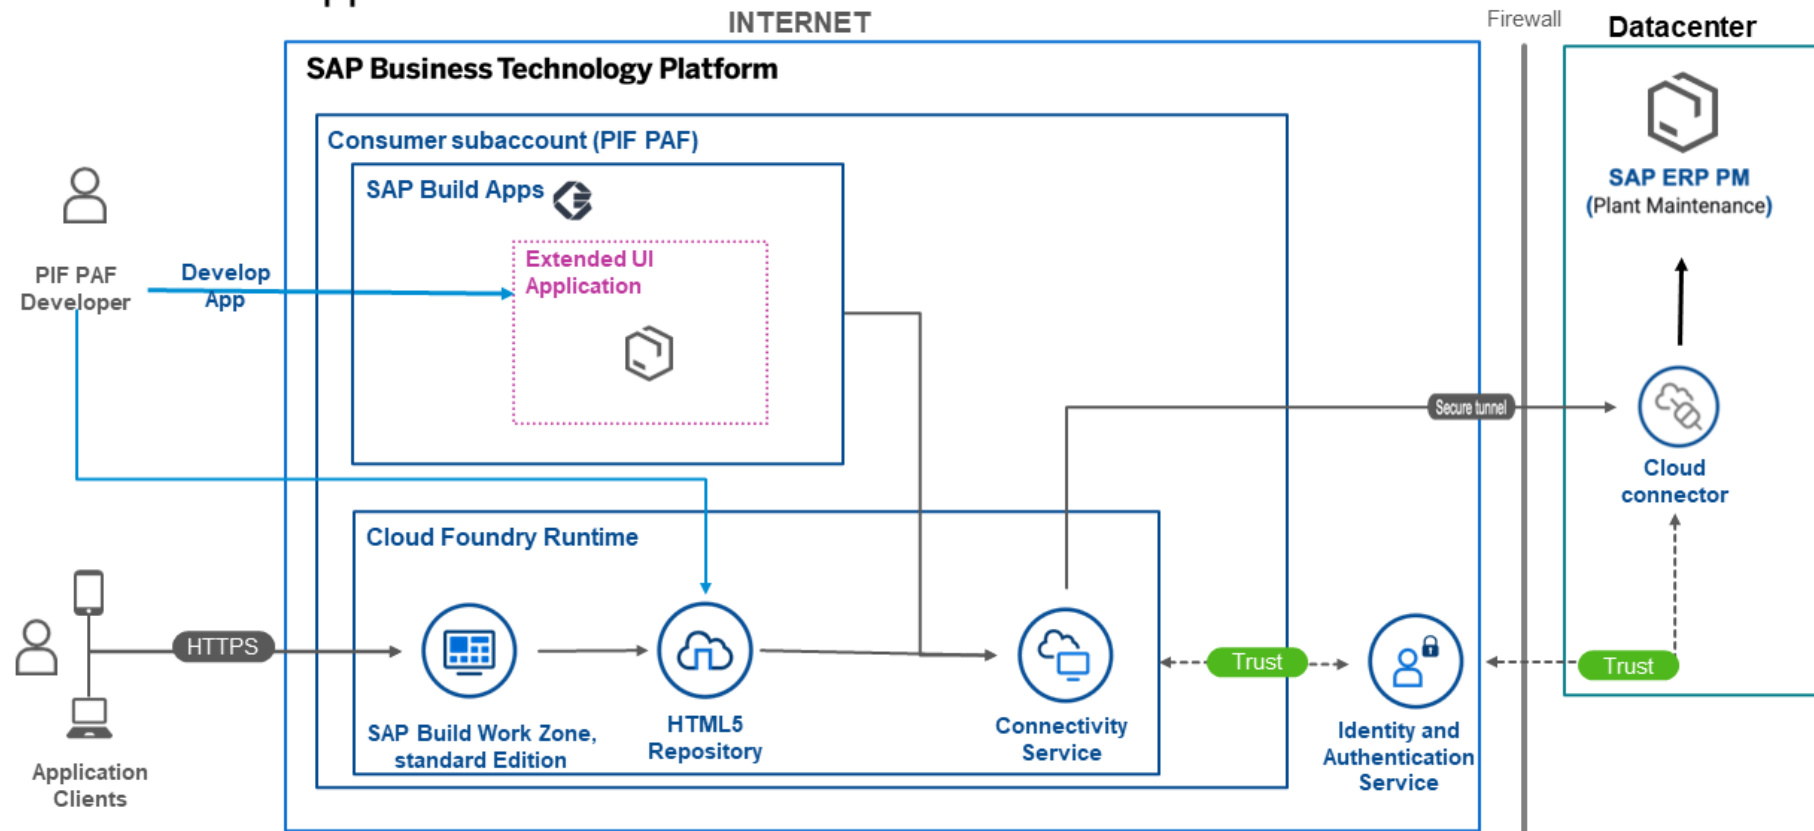 INTERNET
Firewall
Datacenter
SAP Business Technology Platform
Consumer subaccount (PIF PAF)
SAP Build Apps
SAP ERP PM
(Plant Maintenance)
Extended UI
Application
PIF PAF
Developer
Develop
App
Secure tunnel
Cloud
connector
Cloud Foundry Runtime
HTTPS
Trust
Trust
SAP Build Work Zone,
standard Edition
HTML5
Repository
Connectivity
Service
Identity and
Authentication
Service
Application
Clients